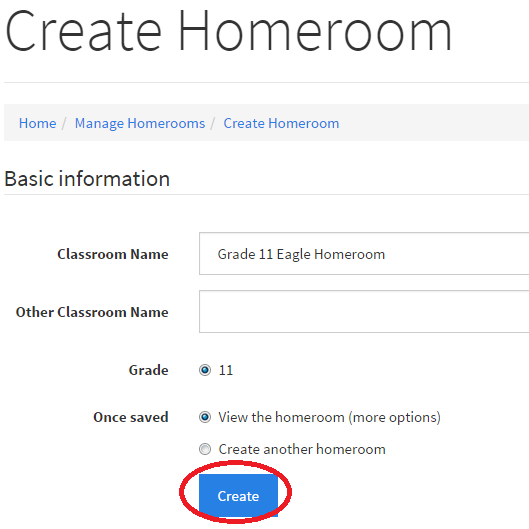 Create Homeroom
Home / Manage Homerooms / Create Homeroom
Basic information
Classroom Name Grade 11 Eagle Homeroom
Other Classroom Name
Grade 11
Once saved View the homeroom (more options)
Create another homeroom
Create